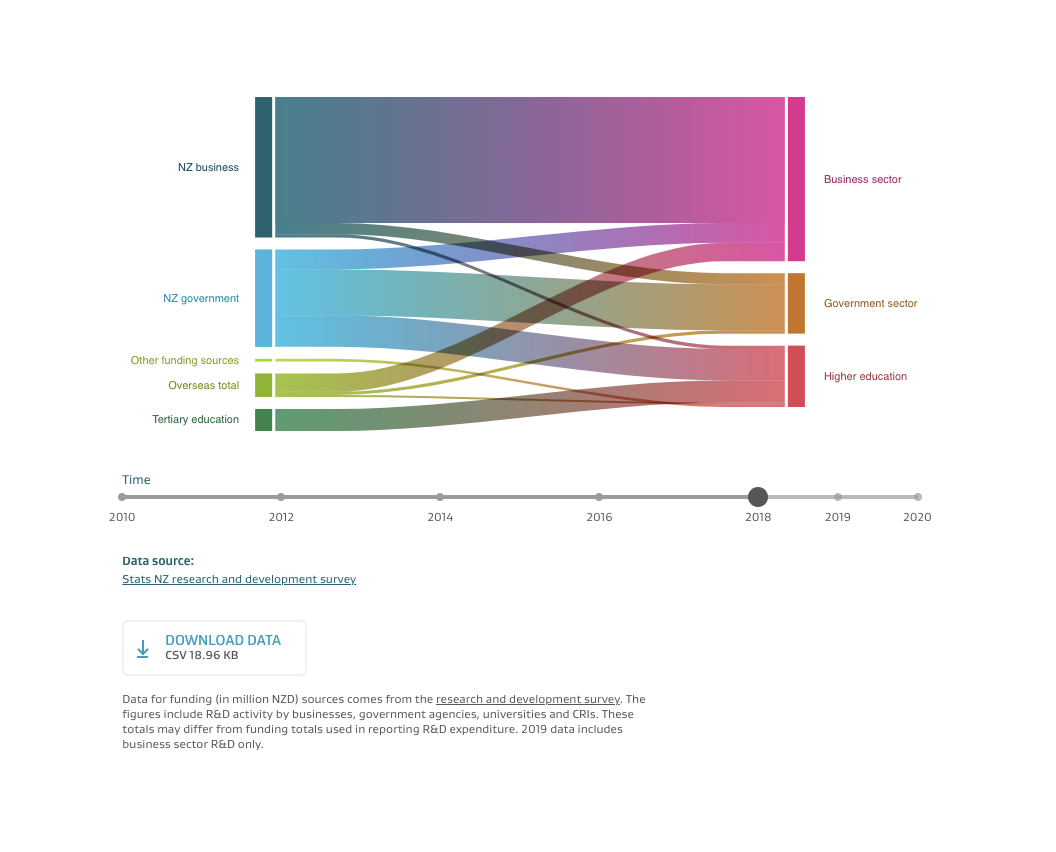 NZ business
Business sector
NZ government
Government sector
Other funding sources
Overseas total
Higher education
Tertiary education
Time
2010 2012 2014 2016 2018 2019 2020
Data source:
Stats NZ research and development survey
DOWNLOAD DATA
CSV 18.96 KB
Data for funding (in million NZD) sources comes from the research and development survey. The
figures include R&D activity by businesses, government agencies, universities and CRIs. These
totals may differ from funding totals used in reporting R&D expenditure. 2019 data includes
business sector R&D only.